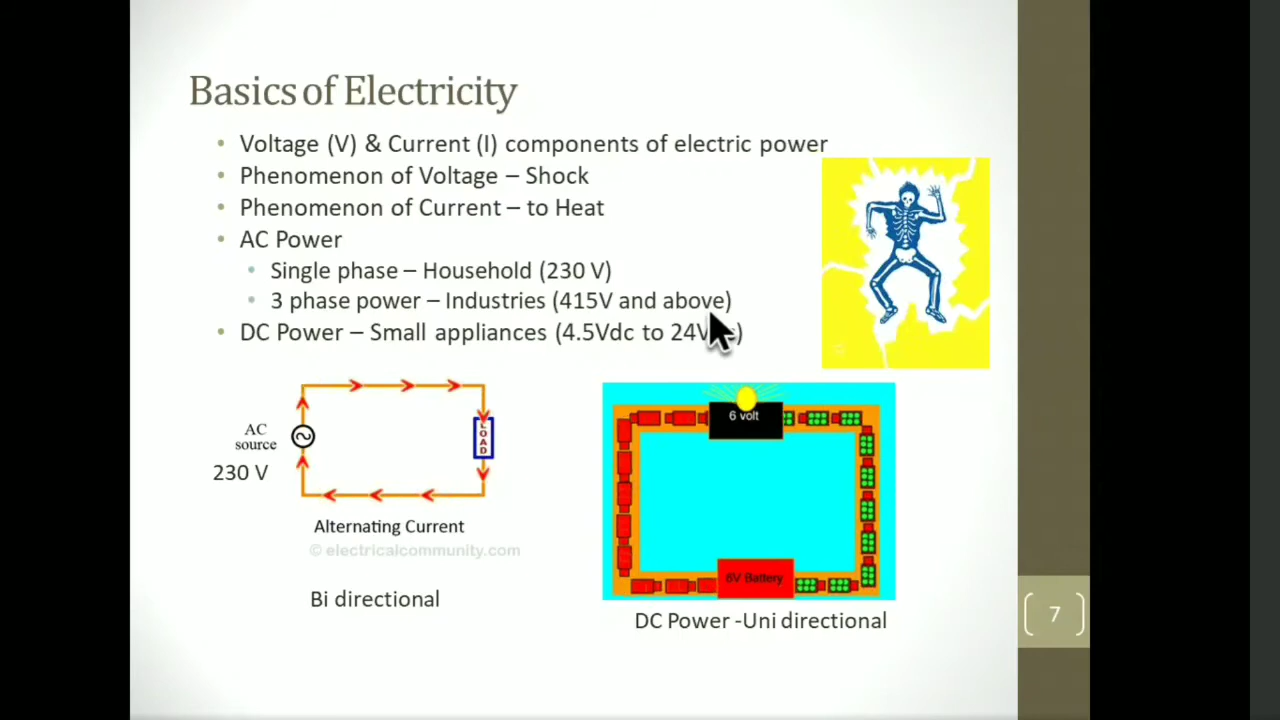 Basics of Electricity
• Voltage (V) & Current (I) components of electric power
• Phenomenon of Voltage – Shock
• Phenomenon of Current – to Heat
• AC Power
• Single phase – Household (230 V)
• 3 phase power – Industries (415V and above)
• DC Power – Small appliances (4.5Vdc to
AC
source
230 V
LOAD
Alternating Current
© electricalcommunity.com
Bi directional
6 volt
6V Battery
DC Power -Uni directional
7